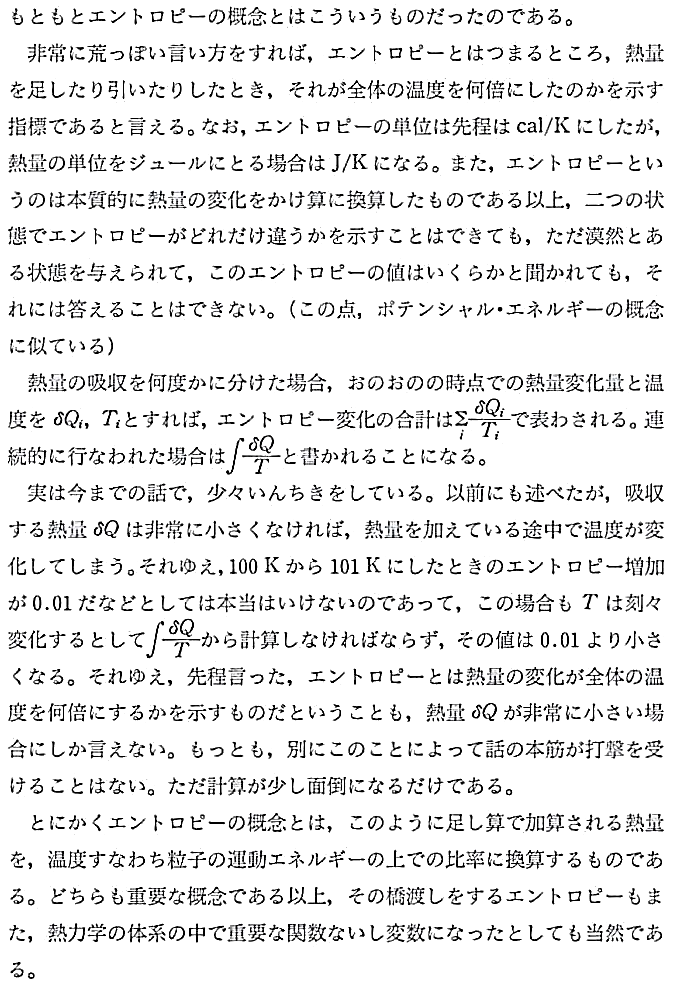 もともとエントロピーの概念とはこういうものだったのである。
非常に荒っぽい言い方をすれば，エントロピーとはつまるところ，熱量
を足したり引いたりしたとき，それが全体の温度を何倍にしたのかを示す
指標であると言える。なお，エントロピーの単位は先程は cal/K にしたが，
熱量の単位をジュールにとる場合は J/K になる。また，エントロピーとい
うのは本質的に熱量の変化をかけ算に換算したものである以上，二つの状
態でエントロピーがどれだけ違うかを示すことはできても，ただ漠然とあ
る状態を与えられて，このエントロピーの値はいくらかと聞かれても，そ
れには答えることはできない。（この点，ポテンシャル・エネルギーの概念
に似ている）
熱量の吸収を何度かに分けた場合，おのおのの時点での熱量変化量と温
度を δQi，Tiとすれば，エントロピー変化の合計はΣi δQi/Tiで表わされる。連
続的に行なわれた場合は∫δQ/Tと書かれることになる。
実は今までの話で，少々いんちきをしている。以前にも述べたが，吸収
する熱量 δQ は非常に小さくなければ，熱量を加えている途中で温度が変
化してしまう。それゆえ，100 K から 101 K にしたときのエントロピー増加
が 0.01 だなどとしては本当はいけないのであって，この場合も T は刻々
変化するとして∫δQ/Tから計算しなければならず，その値は 0.01 より小さ
くなる。それゆえ，先程言った，エントロピーとは熱量の変化が全体の温
度を何倍にするかを示すものだということも，熱量 δQ が非常に小さい場
合にしか言えない。もっとも，別にこのことによって話の本筋が打撃を受
けることはない。ただ計算が少し面倒になるだけである。
とにかくエントロピーの概念とは，このように足し算で加算される熱量
を，温度すなわち粒子の運動エネルギーの上での比率に換算するものであ
る。どちらも重要な概念である以上，その橋渡しをするエントロピーもま
た，熱力学の体系の中で重要な関数ないし変数になったとしても当然であ
る。